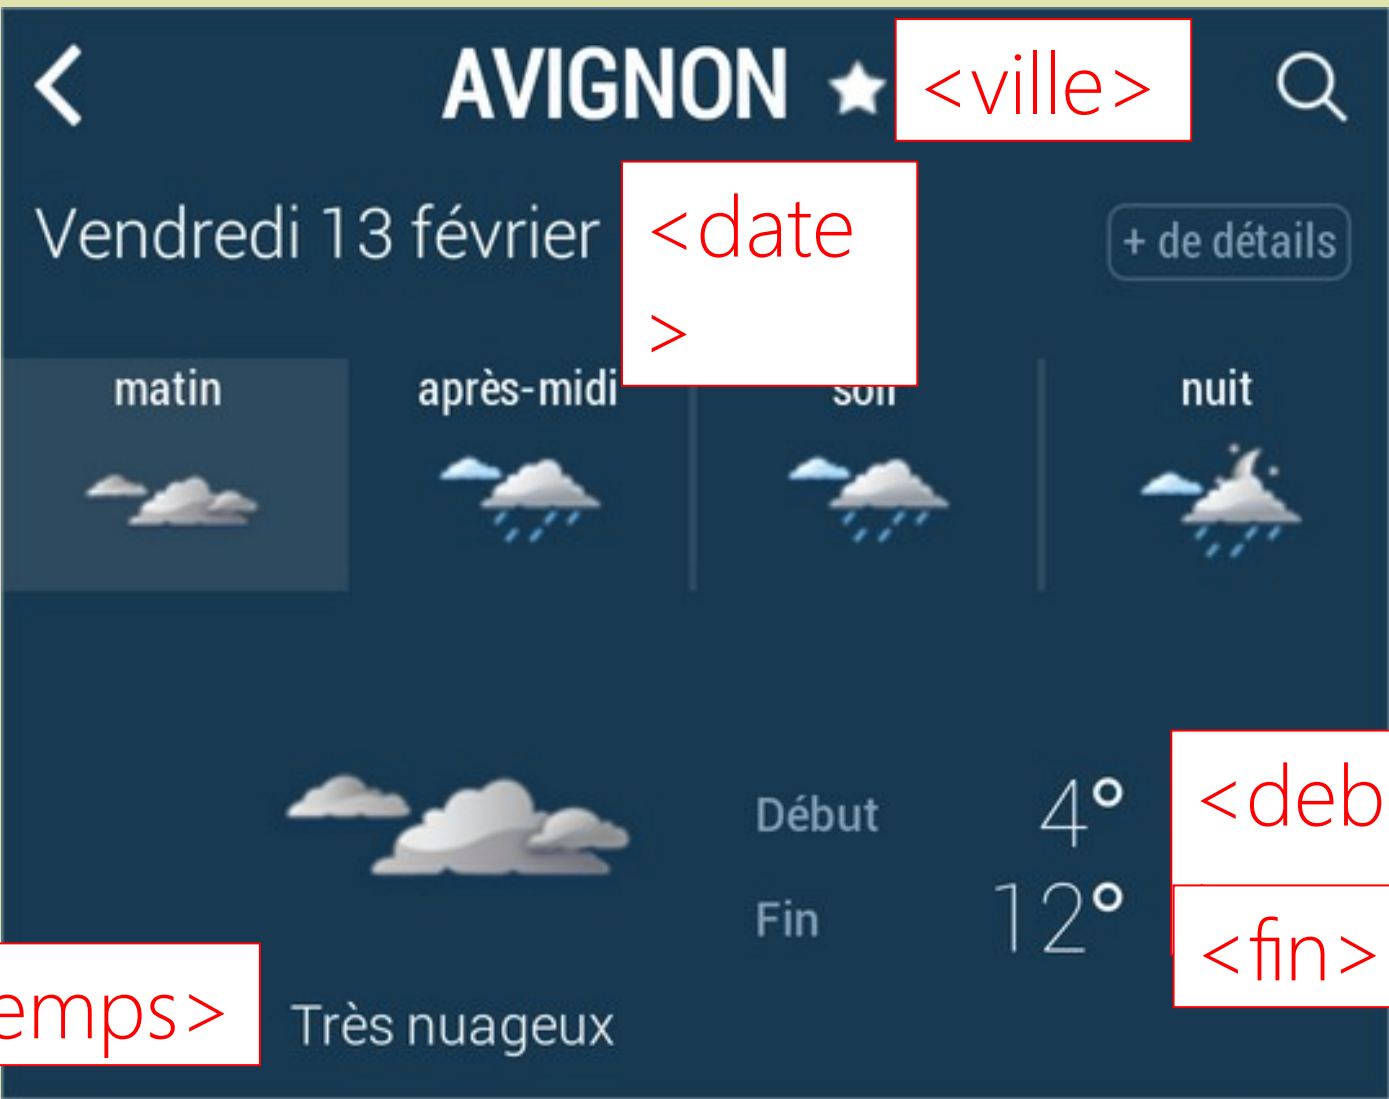 AVIGNON <ville>
Vendredi 13 février <date
>
+ de détails
matin après-midi soir nuit
Début 4°
<deb
Fin 12°
<fin>
emps>
Très nuageux